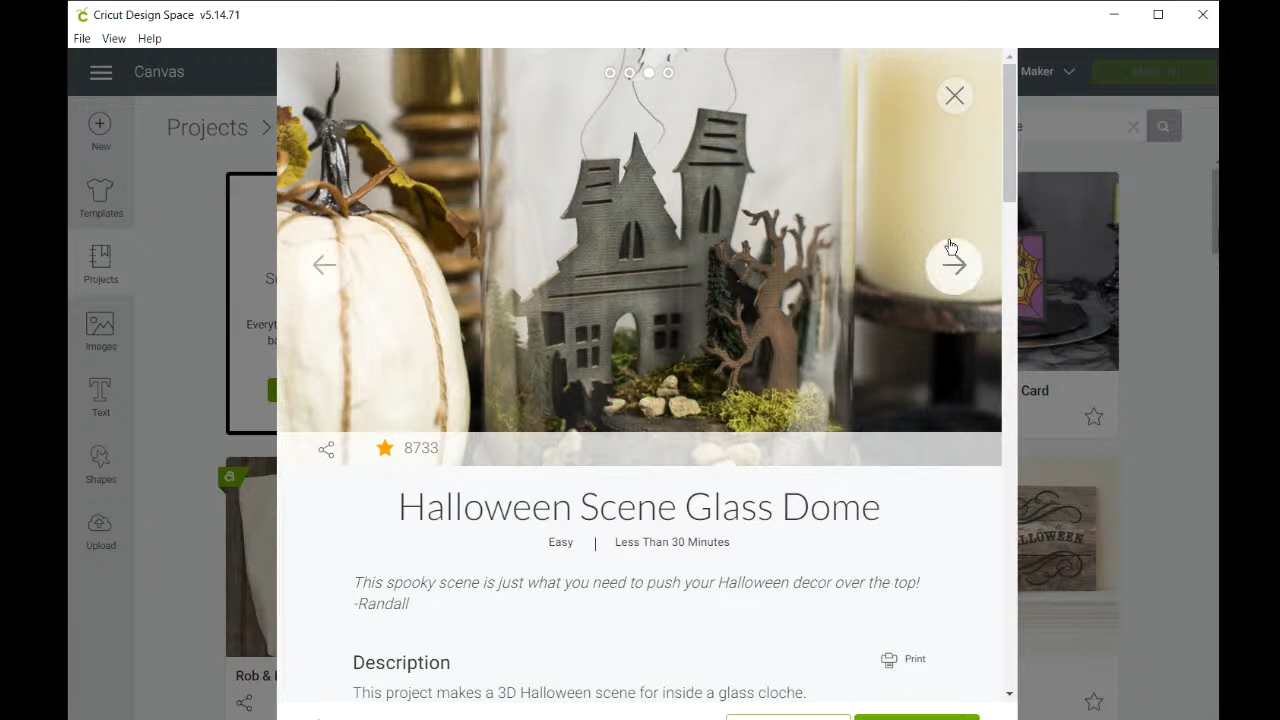 Cricut Design Space v5.14.71
File View Help
Canvas
Maker
New
Templates
Projects
Images
Text
Shapes
Upload
Projects
Card
8733
Halloween Scene Glass Dome
Easy | Less Than 30 Minutes
This spooky scene is just what you need to push your Halloween decor over the top!
-Randall
Description
Print
This project makes a 3D Halloween scene for inside a glass cloche.
Rob &